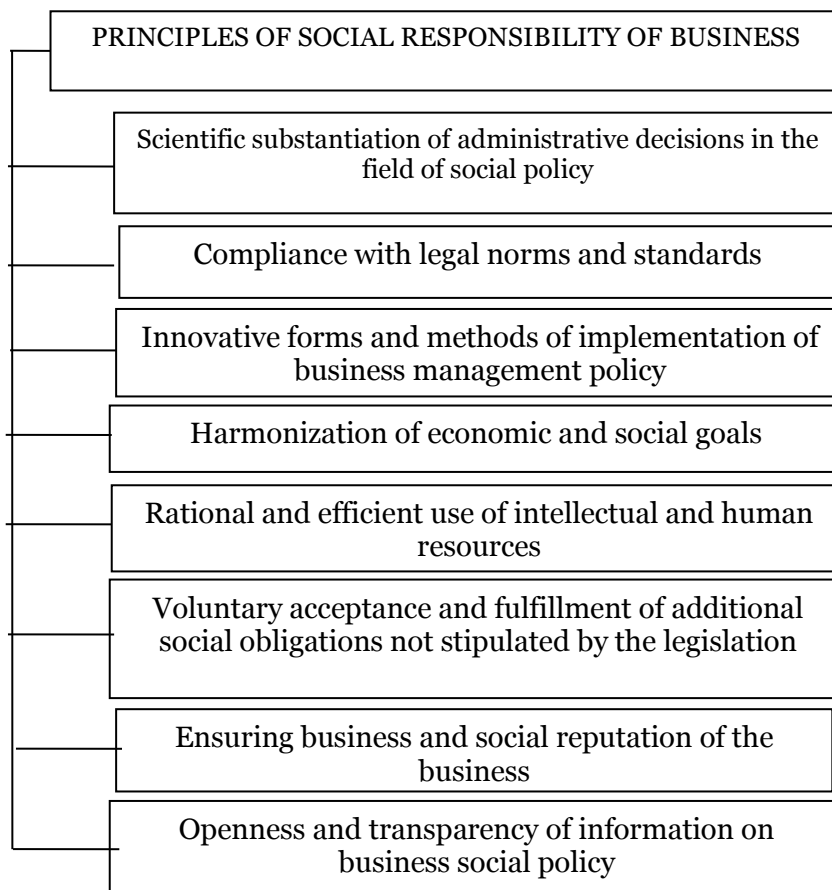 PRINCIPLES OF SOCIAL RESPONSIBILITY OF BUSINESS
Scientific substantiation of administrative decisions in the
field of social policy
Compliance with legal norms and standards
Innovative forms and methods of implementation of
business management policy
Harmonization of economic and social goals
Rational and efficient use of intellectual and human
resources
Voluntary acceptance and fulfillment of additional
social obligations not stipulated by the legislation
Ensuring business and social reputation of the
business
Openness and transparency of information on
business social policy